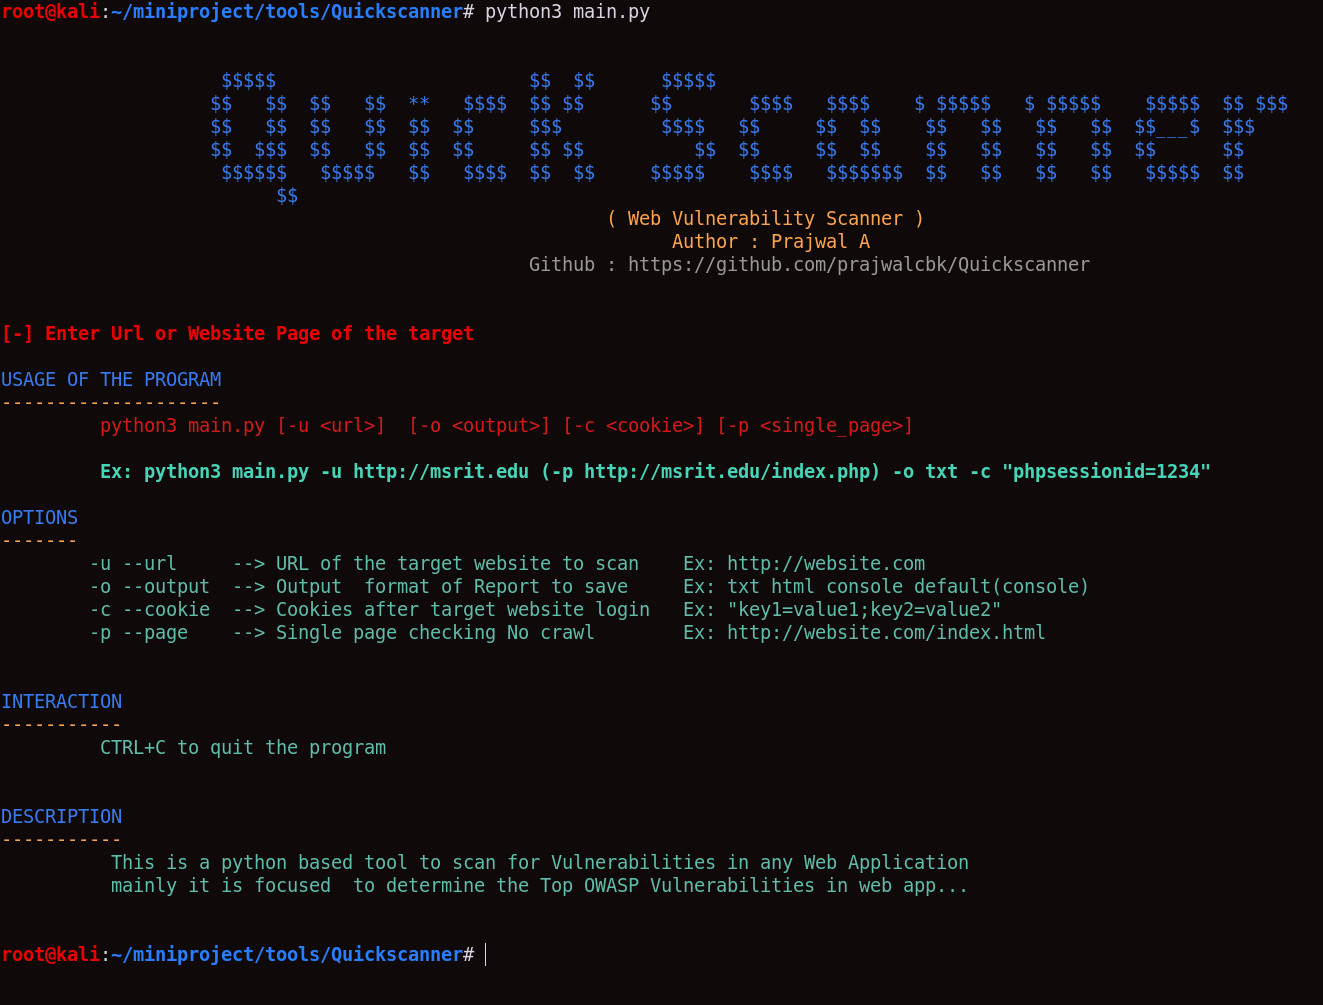 root@kali:~/miniproject/tools/Quickscanner# python3 main.py
                    $$$$$                       $$  $$      $$$$$
                   $$   $$  $$   $$  **   $$$$  $$ $$      $$       $$$$   $$$$    $ $$$$$   $ $$$$$    $$$$$  $$ $$$
                   $$   $$  $$   $$  $$  $$     $$$         $$$$   $$     $$  $$    $$   $$   $$   $$  $$___$  $$$
                   $$  $$$  $$   $$  $$  $$     $$ $$          $$  $$     $$  $$    $$   $$   $$   $$  $$      $$
                    $$$$$$   $$$$$   $$   $$$$  $$  $$     $$$$$    $$$$   $$$$$$$  $$   $$   $$   $$   $$$$$  $$
                         $$
( Web Vulnerability Scanner )
Author : Prajwal A
Github : https://github.com/prajwalcbk/Quickscanner
[-] Enter Url or Website Page of the target
USAGE OF THE PROGRAM
--------------------
python3 main.py [-u <url>]  [-o <output>] [-c <cookie>] [-p <single_page>]
Ex: python3 main.py -u http://msrit.edu (-p http://msrit.edu/index.php) -o txt -c "phpsessionid=1234"
OPTIONS
-------
-u --url     --> URL of the target website to scan    Ex: http://website.com
-o --output  --> Output  format of Report to save     Ex: txt html console default(console)
-c --cookie  --> Cookies after target website login   Ex: "key1=value1;key2=value2"
-p --page    --> Single page checking No crawl        Ex: http://website.com/index.html
INTERACTION
-----------
CTRL+C to quit the program
DESCRIPTION
-----------
This is a python based tool to scan for Vulnerabilities in any Web Application
mainly it is focused  to determine the Top OWASP Vulnerabilities in web app...
root@kali:~/miniproject/tools/Quickscanner#